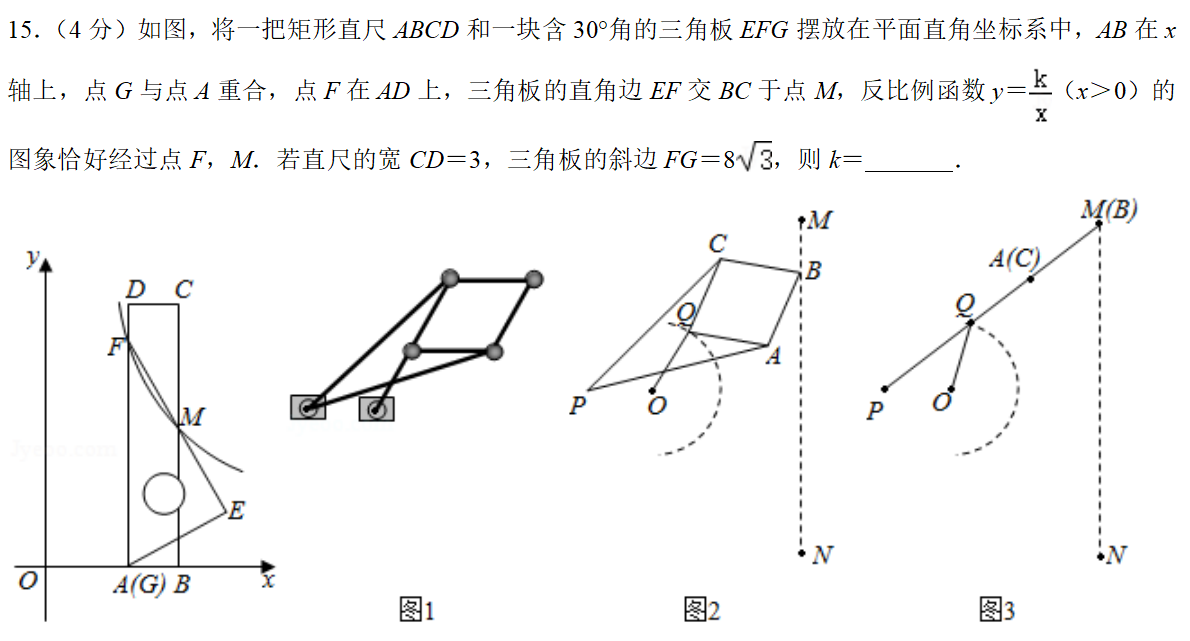 15.（4 分）如图，将一把矩形直尺 ABCD 和一块含 30°角的三角板 EFG 摆放在平面直角坐标系中，AB 在 x
轴上，点 G 与点 A 重合，点 F 在 AD 上，三角板的直角边 EF 交 BC 于点 M，反比例函数 y＝k/x（x＞0）的
图象恰好经过点 F，M．若直尺的宽 CD＝3，三角板的斜边 FG＝8√3，则 k＝______．
y D C F M E O A(G) B x
图1
M C B Q A P O N 图2
M(B) A(C) Q P O N 图3